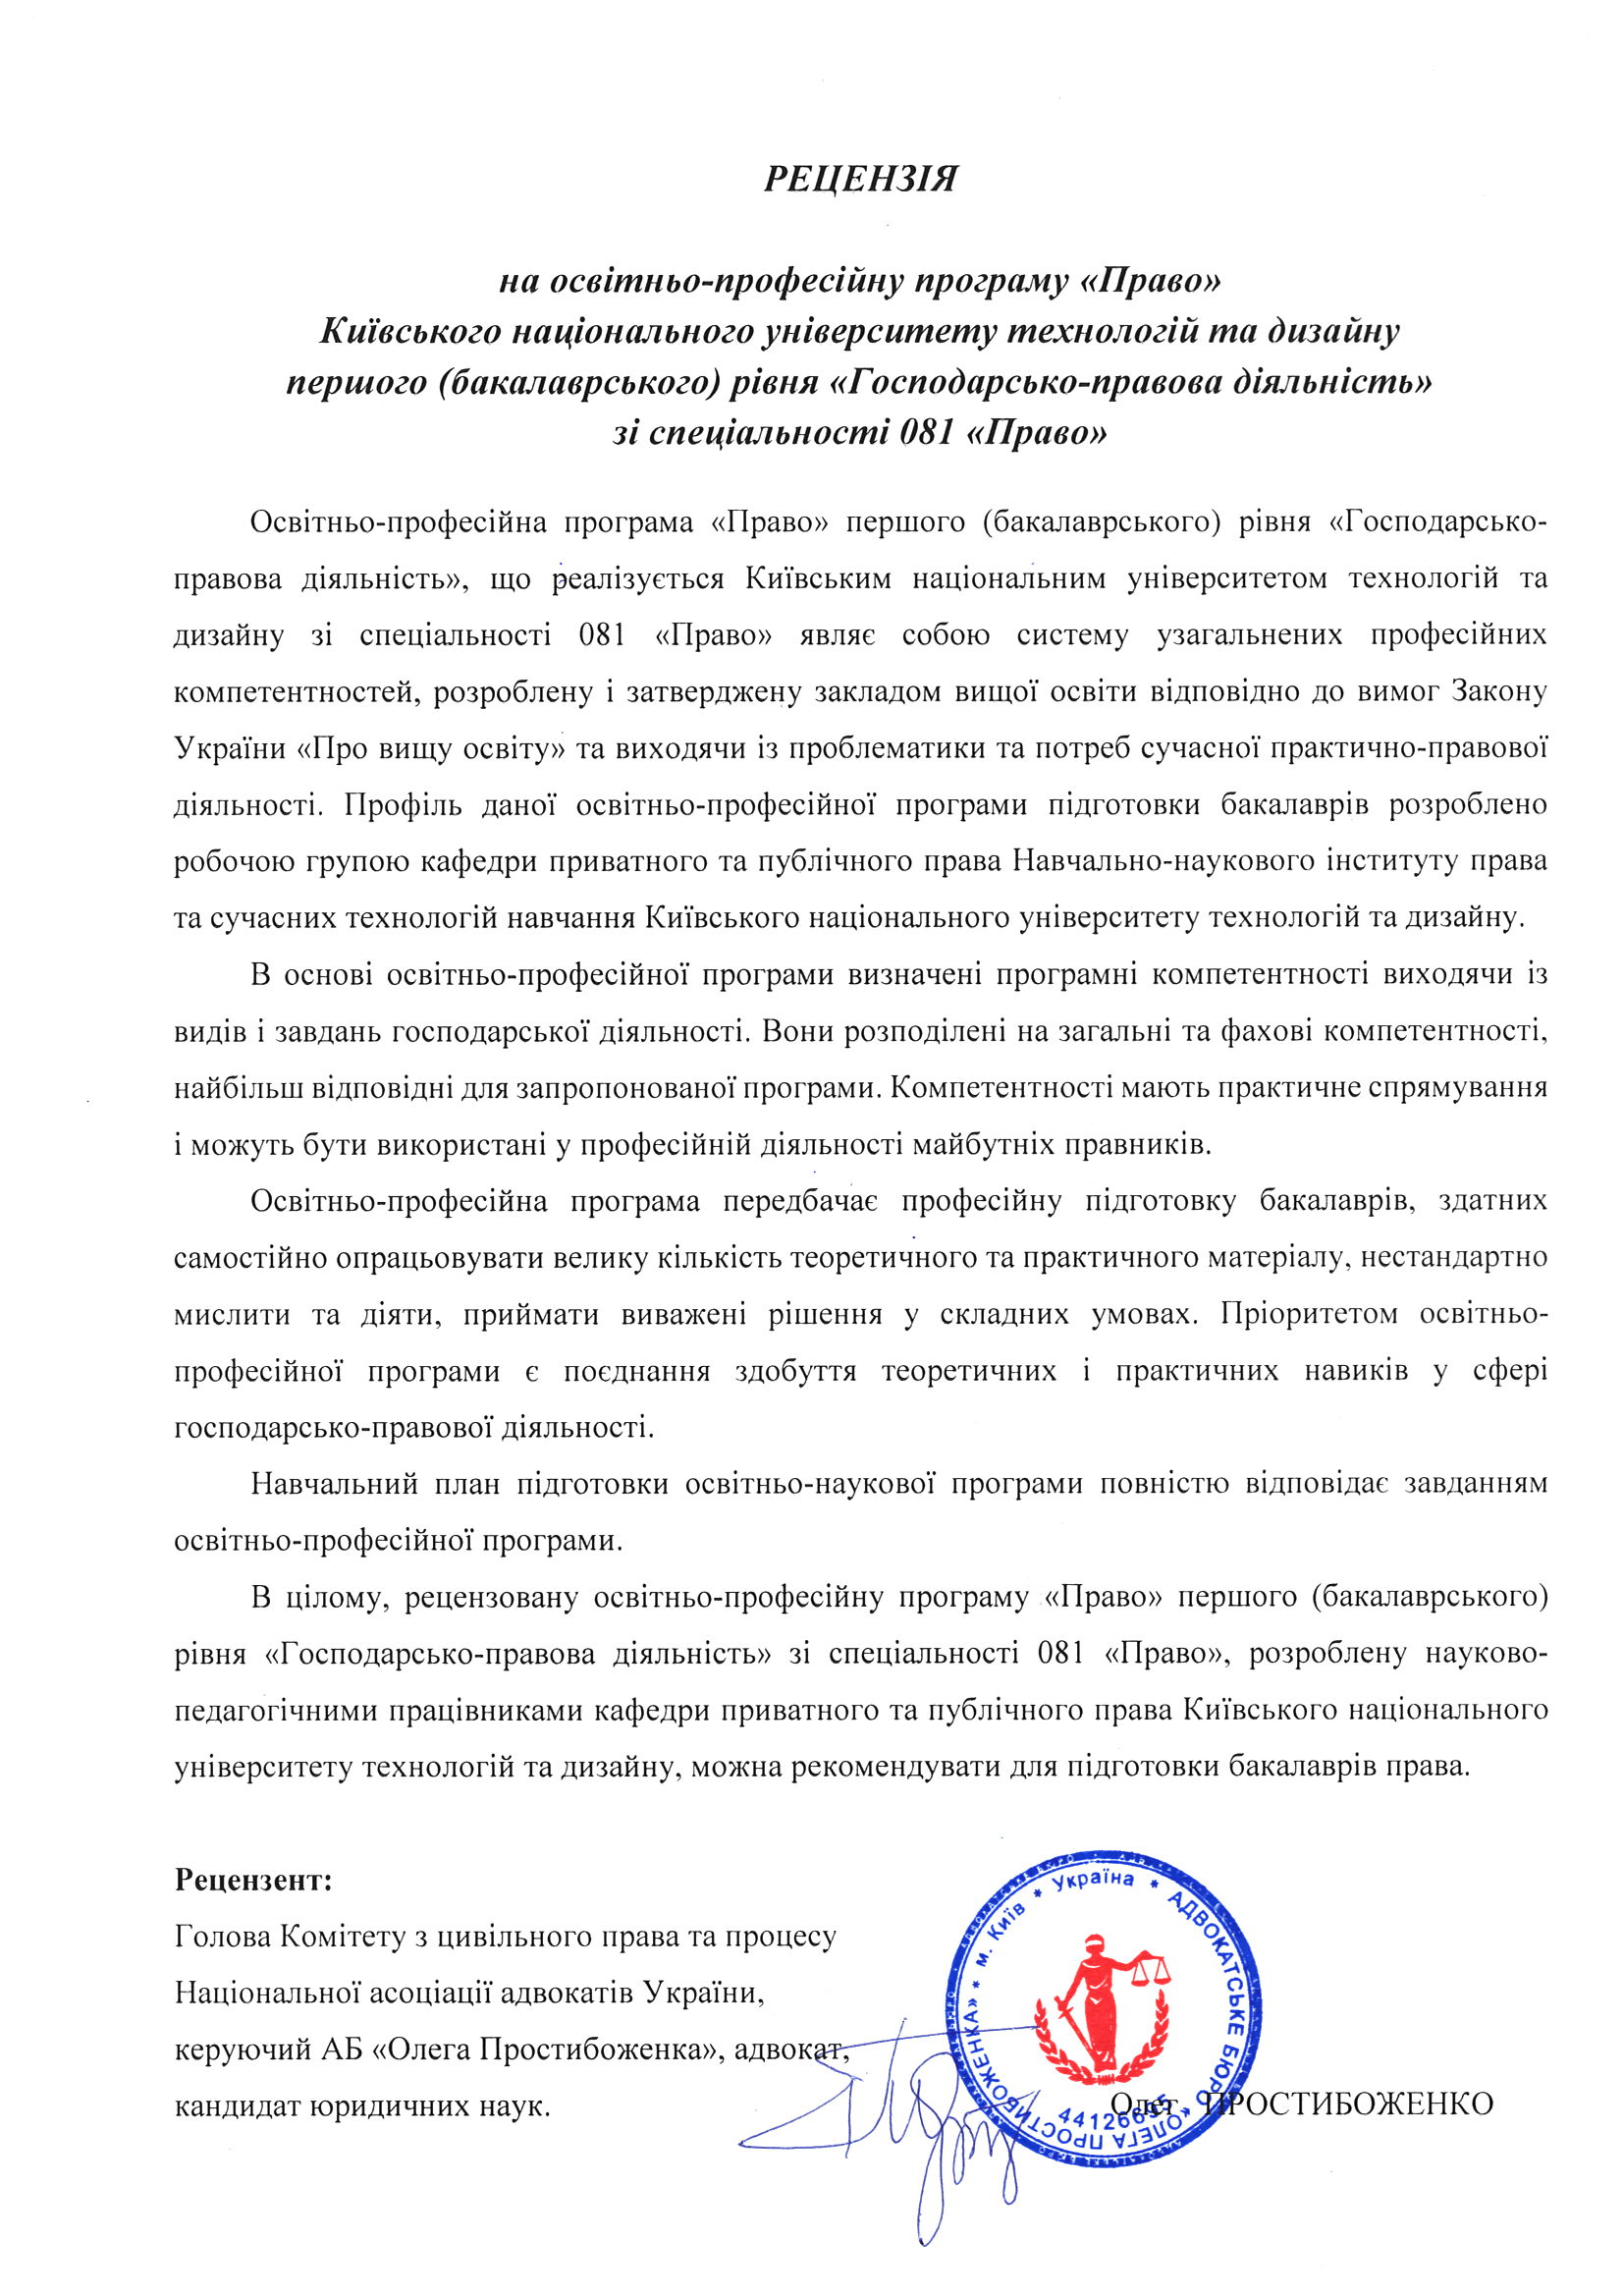 РЕЦЕНЗІЯ
на освітньо-професійну програму «Право»
Київського національного університету технологій та дизайну
першого (бакалаврського) рівня «Господарсько-правова діяльність»
зі спеціальності 081 «Право»
Освітньо-професійна програма «Право» першого (бакалаврського) рівня «Господарсько-
правова діяльність», що реалізується Київським національним університетом технологій та
дизайну зі спеціальності 081 «Право» являє собою систему узагальнених професійних
компетентностей, розроблену і затверджену закладом вищої освіти відповідно до вимог Закону
України «Про вищу освіту» та виходячи із проблематики та потреб сучасної практично-правової
діяльності. Профіль даної освітньо-професійної програми підготовки бакалаврів розроблено
робочою групою кафедри приватного та публічного права Навчально-наукового інституту права
та сучасних технологій навчання Київського національного університету технологій та дизайну.
В основі освітньо-професійної програми визначені програмні компетентності виходячи із
видів і завдань господарської діяльності. Вони розподілені на загальні та фахові компетентності,
найбільш відповідні для запропонованої програми. Компетентності мають практичне спрямування
і можуть бути використані у професійній діяльності майбутніх правників.
Освітньо-професійна програма передбачає професійну підготовку бакалаврів, здатних
самостійно опрацьовувати велику кількість теоретичного та практичного матеріалу, нестандартно
мислити та діяти, приймати виважені рішення у складних умовах. Пріоритетом освітньо-
професійної програми є поєднання здобуття теоретичних і практичних навиків у сфері
господарсько-правової діяльності.
Навчальний план підготовки освітньо-наукової програми повністю відповідає завданням
освітньо-професійної програми.
В цілому, рецензовану освітньо-професійну програму «Право» першого (бакалаврського)
рівня «Господарсько-правова діяльність» зі спеціальності 081 «Право», розроблену науково-
педагогічними працівниками кафедри приватного та публічного права Київського національного
університету технологій та дизайну, можна рекомендувати для підготовки бакалаврів права.
Рецензент:
Голова Комітету з цивільного права та процесу
Національної асоціації адвокатів України,
керуючий АБ «Олега Простибоженка», адвокат,
кандидат юридичних наук.
Олег ПРОСТИБОЖЕНКО
* м. Київ * Україна * АДВОКАТСЬКЕ БЮРО «ОЛЕГА ПРОСТИБОЖЕНКА»